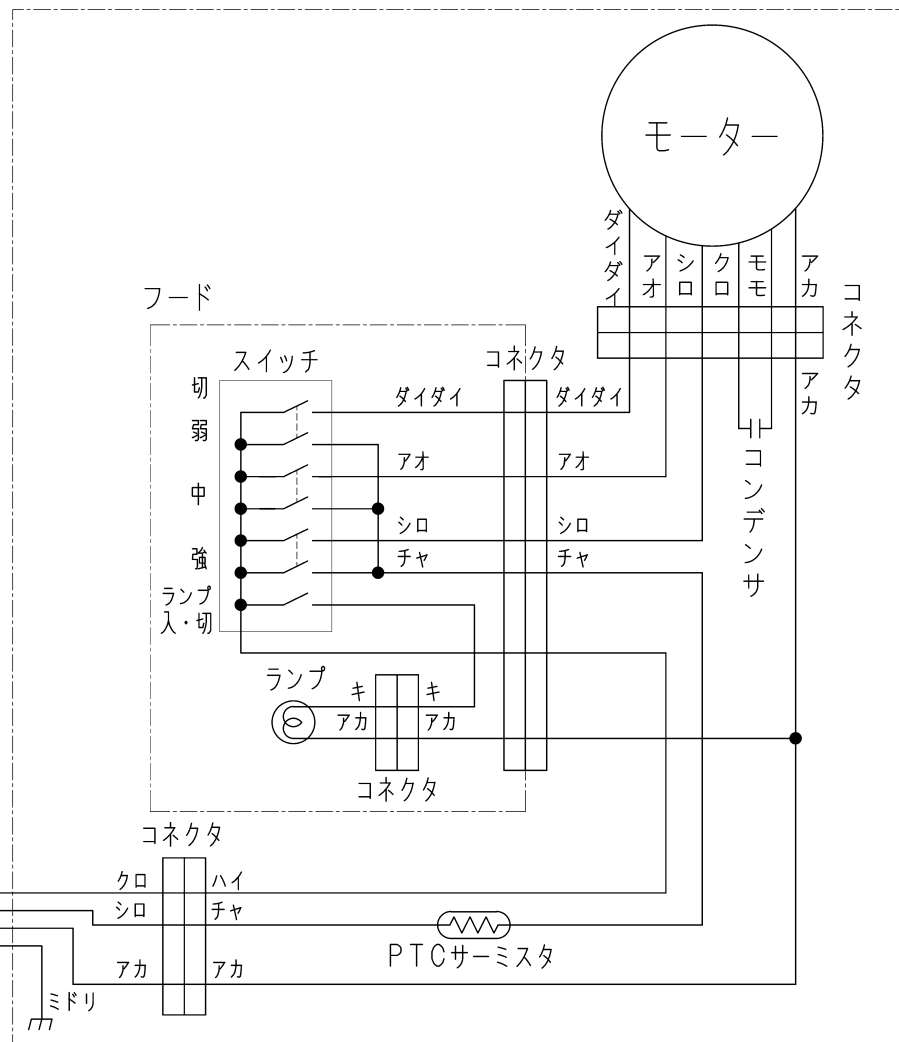 モーター
ダイダイ
アオ
シロ
クロ
モモ
アカ
コネクタ
アカ
コンデンサ
フード
スイッチ
コネクタ
切
弱
中
強
ランプ
入・切
ダイダイ
ダイダイ
アオ
アオ
シロ
シロ
チャ
チャ
ランプ
キ
キ
アカ
アカ
コネクタ
コネクタ
クロ
ハイ
シロ
チャ
PTCサーミスタ
アカ
アカ
ミドリ